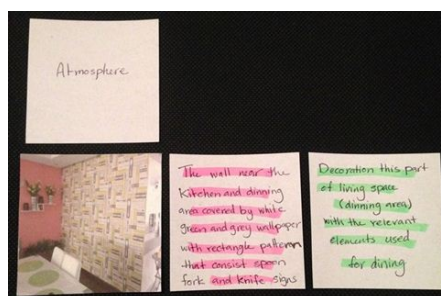 Atmosphere
The wall near the
Kitchen and dinning
area covered by white
green and grey wallpaper
with rectangle pattern
that consist spoon
fork and knife signs
Decoration this part
of living space
(dinning area)
with the relevant
elements used
for dining